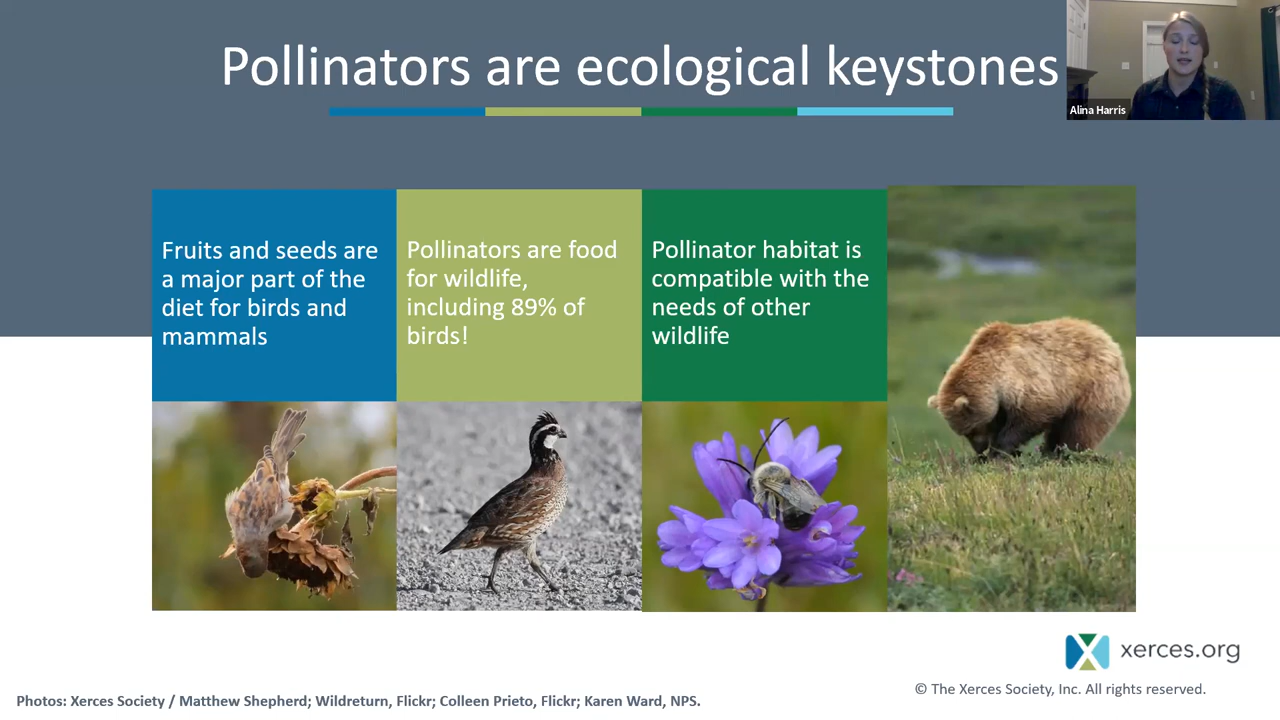 Pollinators are ecological keystones
Alina Harris
Fruits and seeds are
a major part of the
diet for birds and
mammals
Pollinators are food
for wildlife,
including 89% of
birds!
Pollinator habitat is
compatible with the
needs of other
wildlife
xerces.org
© The Xerces Society, Inc. All rights reserved.
Photos: Xerces Society / Matthew Shepherd; Wildreturn, Flickr; Colleen Prieto, Flickr; Karen Ward, NPS.